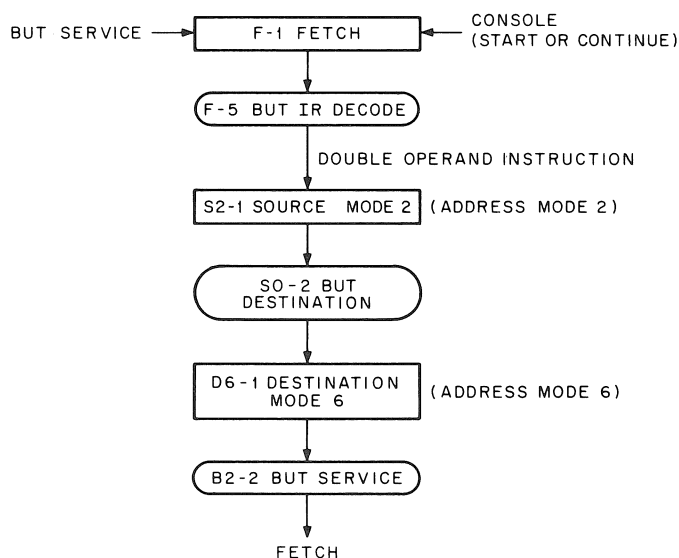 BUT SERVICE
F-1 FETCH
CONSOLE
(START OR CONTINUE)
F-5 BUT IR DECODE
DOUBLE OPERAND INSTRUCTION
S2-1 SOURCE MODE 2
(ADDRESS MODE 2)
SO-2 BUT
DESTINATION
D6-1 DESTINATION
MODE 6
(ADDRESS MODE 6)
B2-2 BUT SERVICE
FETCH